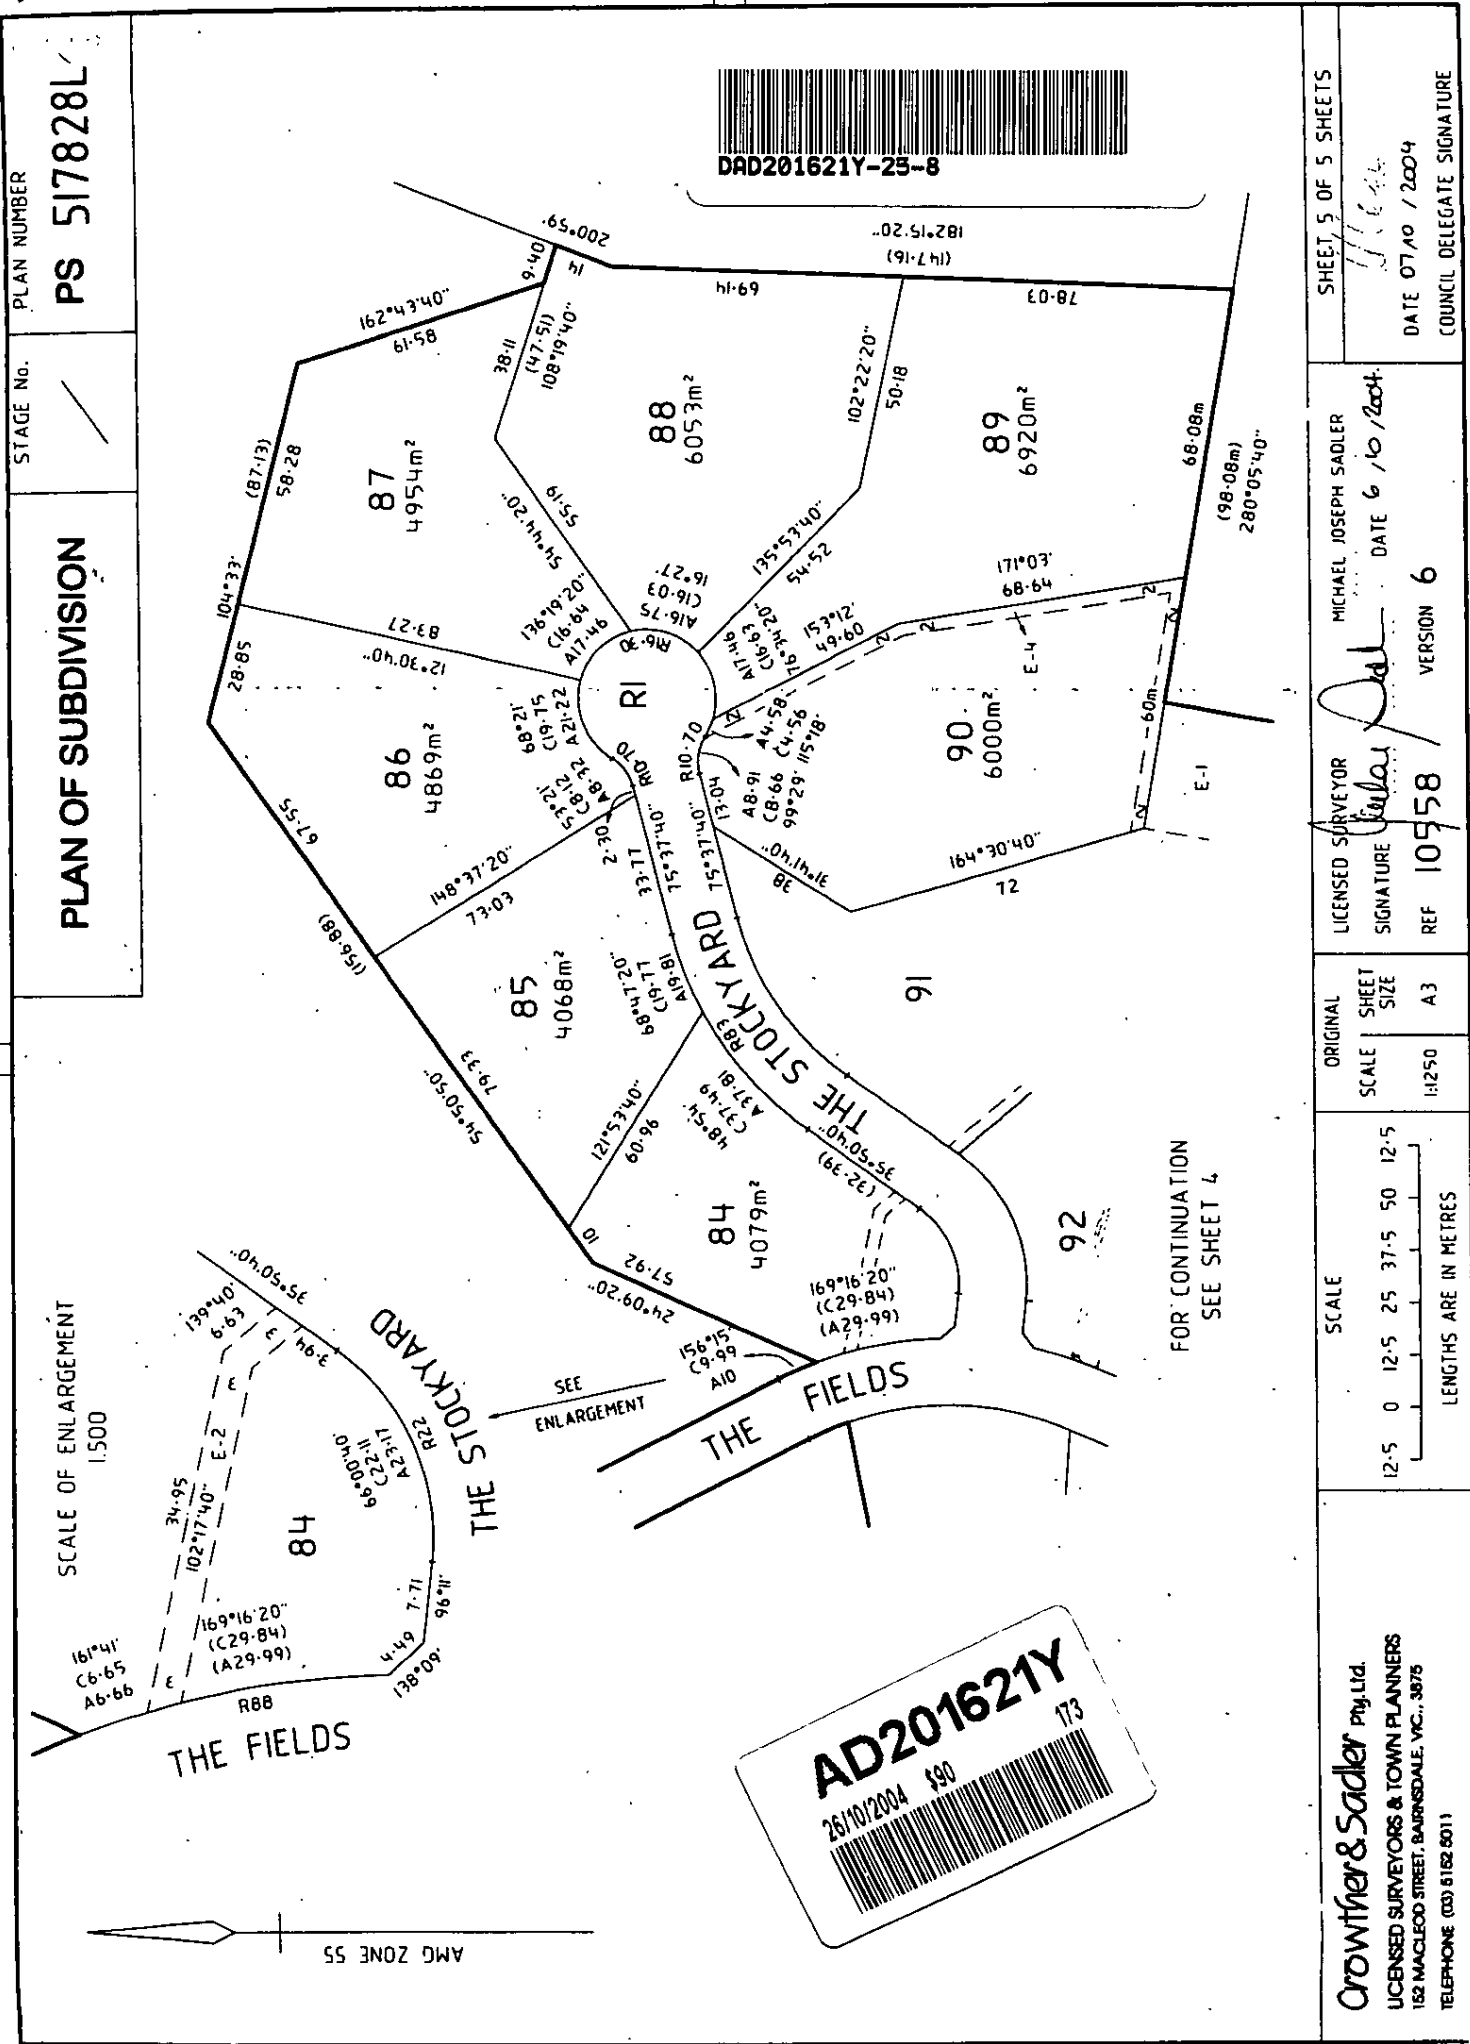 PLAN OF SUBDIVISION
STAGE No.
/
PLAN NUMBER
PS 517828L
SCALE OF ENLARGEMENT
1:500
161°41'
C6·65
A6·66
34·95
102°17'40"
E-2
3
3
3
139°40'
6·63
3·94
35°50'40"
84
169°16'20"
(C29·84)
(A29·99)
66°00'40"
C22·11
A23·17
R22
R88
4·49
138°09'
7·71
96°11'
THE FIELDS
THE STOCKYARD
AMG ZONE 55
SEE
ENLARGEMENT
156°15'
C9·99
A10
THE FIELDS
24°09'20"
57·92
10
84
4079m²
169°16'20"
(C29·84)
(A29·99)
(32·39)
35°50'40"
48°54'
C37·49
A37·81
R83
121°53'40"
60·96
54°50'50"
79·33
(156·88)
67·55
85
4068m²
68°47'20"
C19·77
A19·81
148°37'20"
73·03
33·77
75°37'40"
2·30
86
4869m²
53°21'
C8·12
A8·32
R10·70
68°21'
C19·75
A21·22
12°30'40"
83·27
28·85
104°33'
(87·13)
58·28
87
4954m²
162°43'40"
61·58
9·40
38·11
(47·51)
108°19'40"
54°44'20"
55·19
136°19'20"
C16·64
A17·46
R16·30
R1
88
6053m²
14
200°59'
69·14
(147·16)
182°15'20"
78·03
16°27'
C16·03
A16·75
135°53'40"
54·52
102°22'20"
50·18
89
6920m²
68·08m
(98·08m)
280°05'40"
A17·46
C16·63
76°34'20"
153°12'
49·60
171°03'
68·64
E-4
2
2
2
2
2
2
60m
E-1
90
6000m²
R10·70
A4·58
C4·56
115°18'
A8·91
C8·66
99°29'
13·04
75°37'40"
31°41'40"
38
164°30'40"
72
THE STOCKYARD
91
92
FOR CONTINUATION
SEE SHEET 4
DAD201621Y-25-8
AD201621Y
26/10/2004 $90 173
Crowther & Sadler Pty.Ltd.
LICENSED SURVEYORS & TOWN PLANNERS
152 MACLEOD STREET, BAIRNSDALE, VIC., 3875
TELEPHONE (03) 5152 5011
SCALE
12·5 0 12·5 25 37·5 50 12·5
LENGTHS ARE IN METRES
ORIGINAL
SCALE
1:1250
SHEET
SIZE
A3
LICENSED SURVEYOR MICHAEL JOSEPH SADLER
SIGNATURE DATE 6 / 10 / 2004
REF 10558 VERSION 6
SHEET 5 OF 5 SHEETS
DATE 07 / 10 / 2004
COUNCIL DELEGATE SIGNATURE